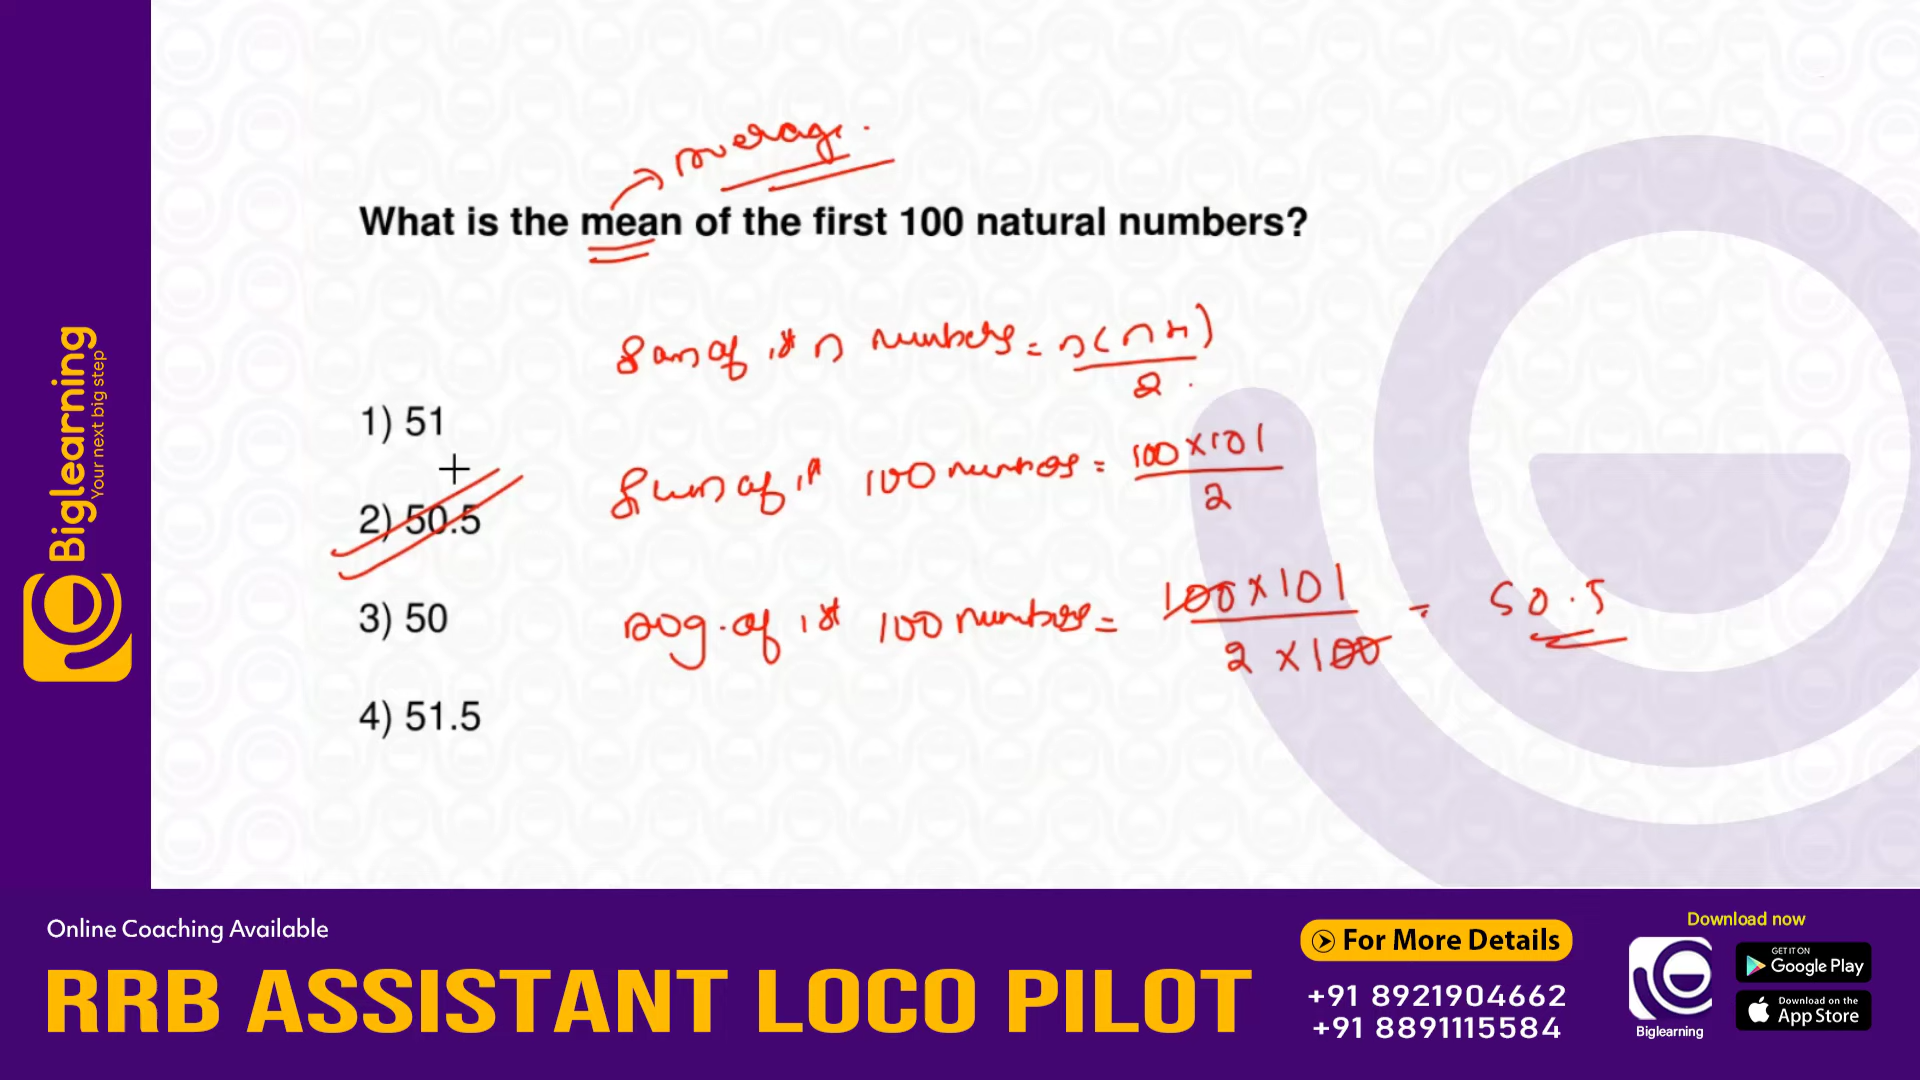 average.
What is the mean of the first 100 natural numbers?
Sum of 1st n numbers = n(n+1)
2
1) 51
Sum of 1st 100 numbers = 100 x 101
2
2) 50.5
avg. of 1st 100 numbers = 100 x 101 = 50.5
2 x 100
3) 50
4) 51.5
Biglearning
Your next big step
Online Coaching Available
RRB ASSISTANT LOCO PILOT
For More Details
+91 8921904662
+91 8891115584
Download now
Biglearning
GET IT ON
Google Play
Download on the
App Store